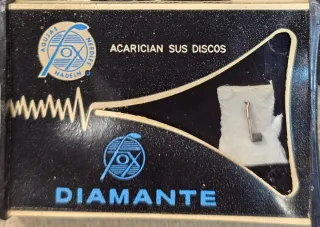 AGUJAS NEEDLES
fox
NADELN
ACARICIAN SUS DISCOS
fox
DIAMANTE